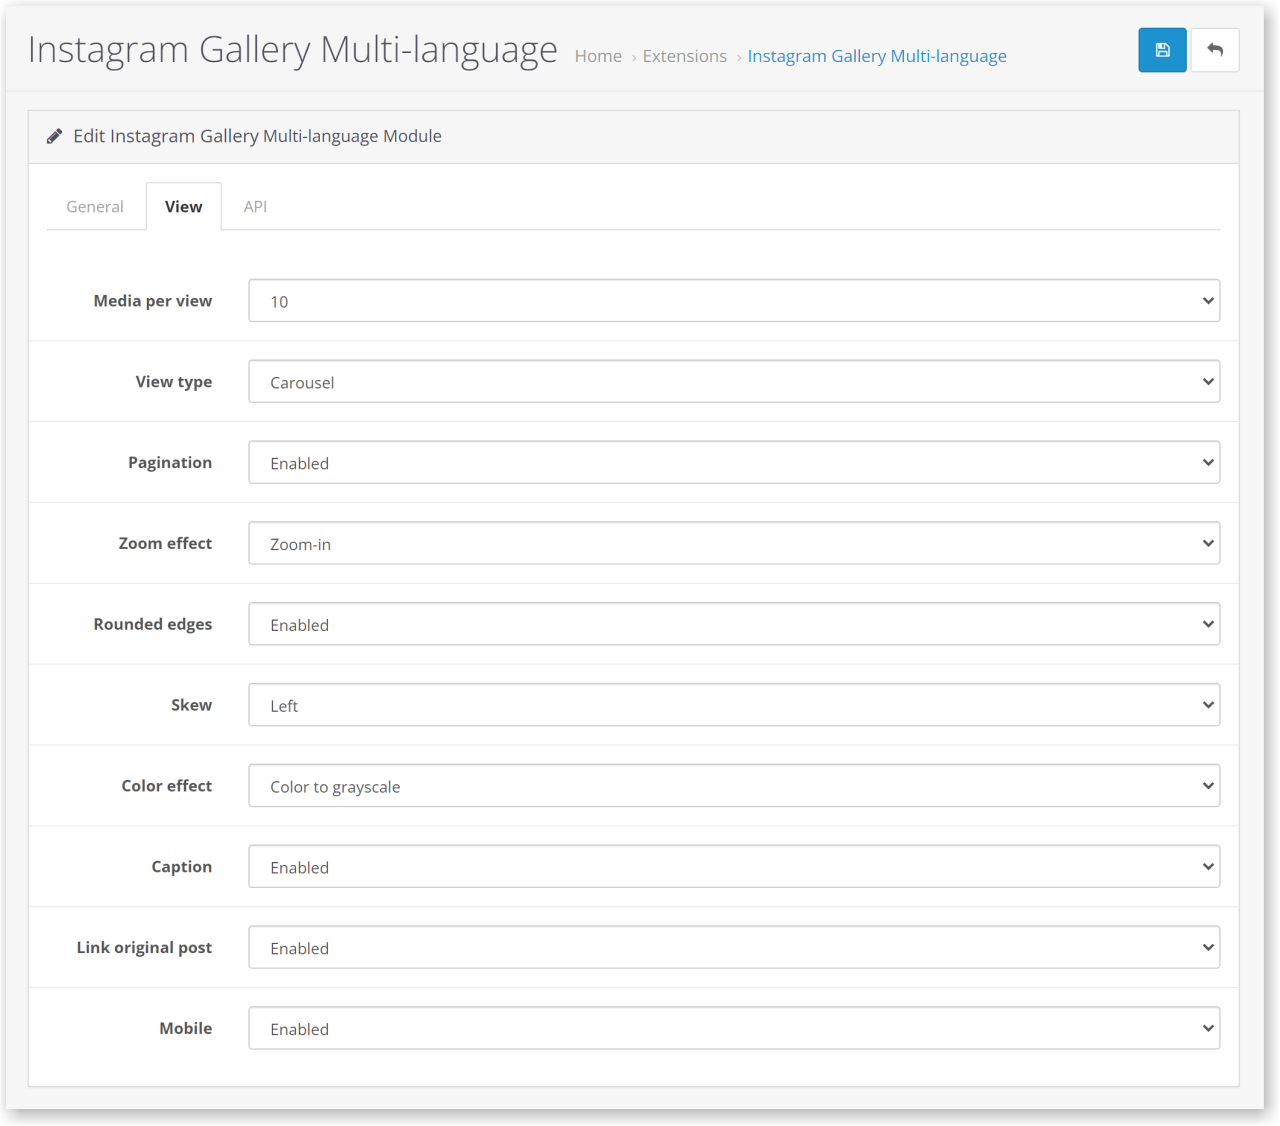 Instagram Gallery Multi-language Home › Extensions › Instagram Gallery Multi-language
Edit Instagram Gallery Multi-language Module
General View API
Media per view 10
View type Carousel
Pagination Enabled
Zoom effect Zoom-in
Rounded edges Enabled
Skew Left
Color effect Color to grayscale
Caption Enabled
Link original post Enabled
Mobile Enabled